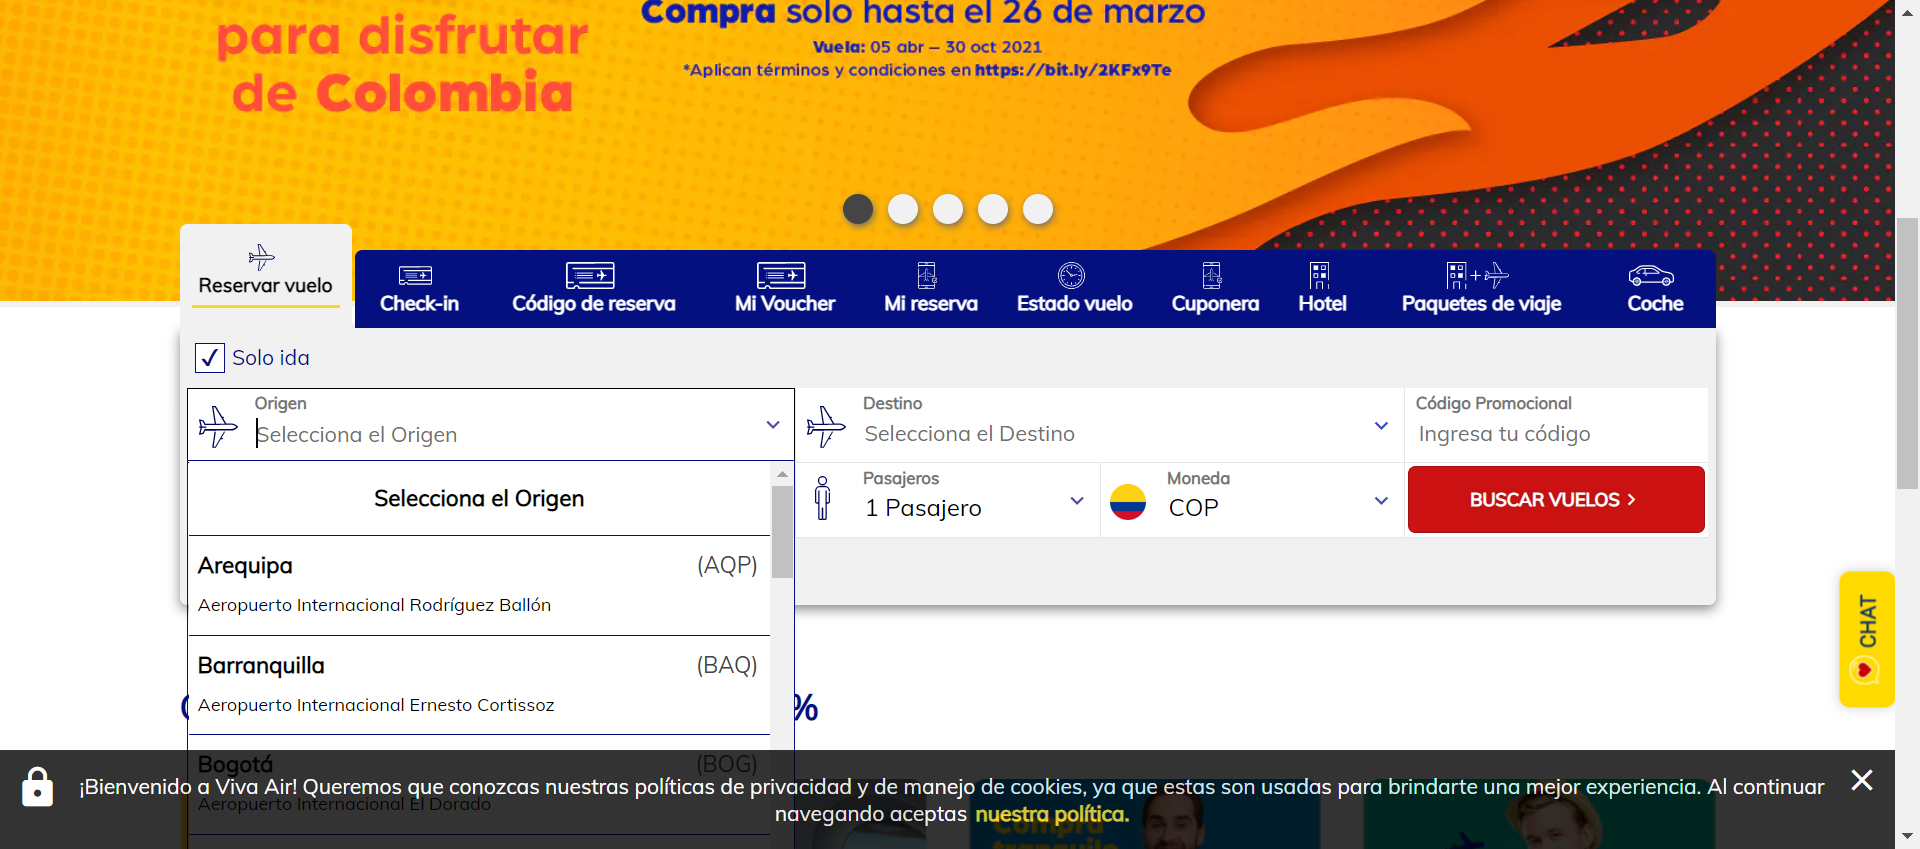 para disfrutar
de Colombia
Compra solo hasta el 26 de marzo
Vuela: 05 abr – 30 oct 2021
*Aplican términos y condiciones en https://bit.ly/2KFx9Te
Reservar vuelo
Check-in
Código de reserva
Mi Voucher
Mi reserva
Estado vuelo
Cuponera
Hotel
Paquetes de viaje
Coche
Solo ida
Origen
Selecciona el Origen
Destino
Selecciona el Destino
Código Promocional
Ingresa tu código
Pasajeros
1 Pasajero
Moneda
COP
BUSCAR VUELOS >
Selecciona el Origen
Arequipa (AQP)
Aeropuerto Internacional Rodríguez Ballón
Barranquilla (BAQ)
Aeropuerto Internacional Ernesto Cortissoz
Bogotá (BOG)
Aeropuerto Internacional El Dorado
%
CHAT
¡Bienvenido a Viva Air! Queremos que conozcas nuestras políticas de privacidad y de manejo de cookies, ya que estas son usadas para brindarte una mejor experiencia. Al continuar
navegando aceptas nuestra política.
Compra
tranquilo